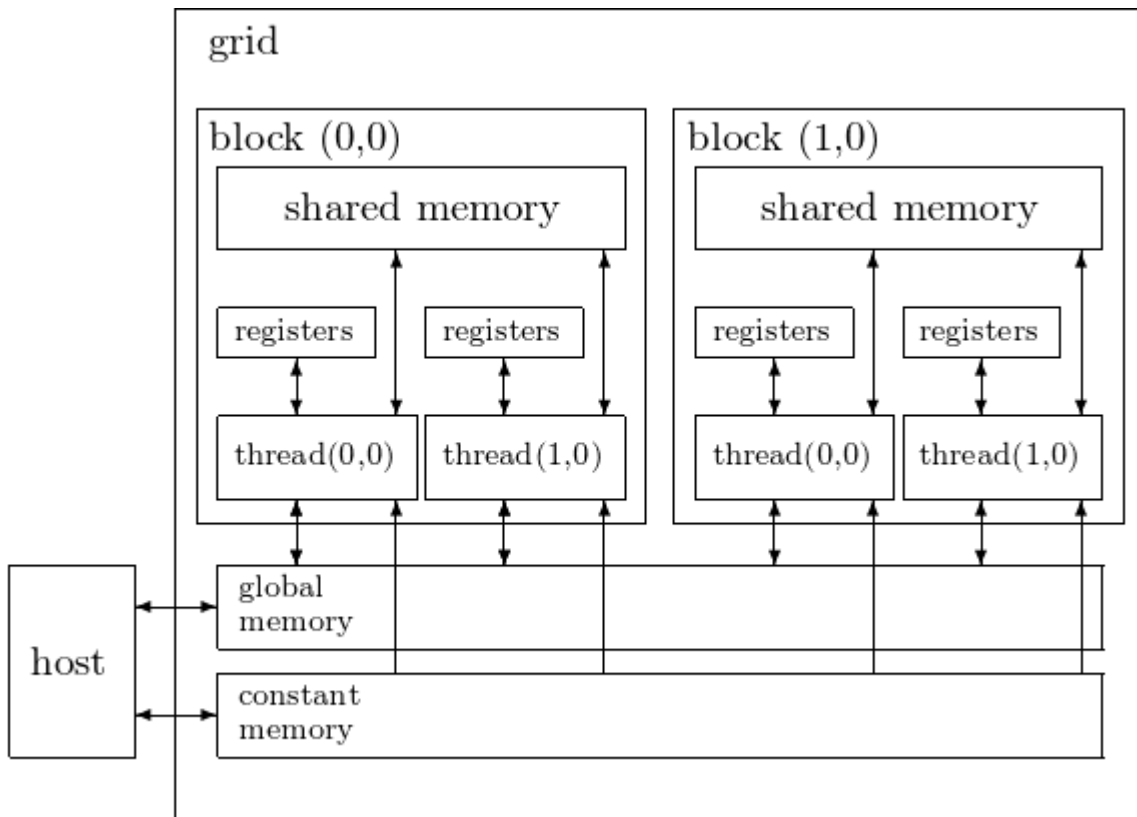 grid
block (0,0)
block (1,0)
shared memory
shared memory
registers
registers
registers
registers
thread(0,0)
thread(1,0)
thread(0,0)
thread(1,0)
global
memory
host
constant
memory